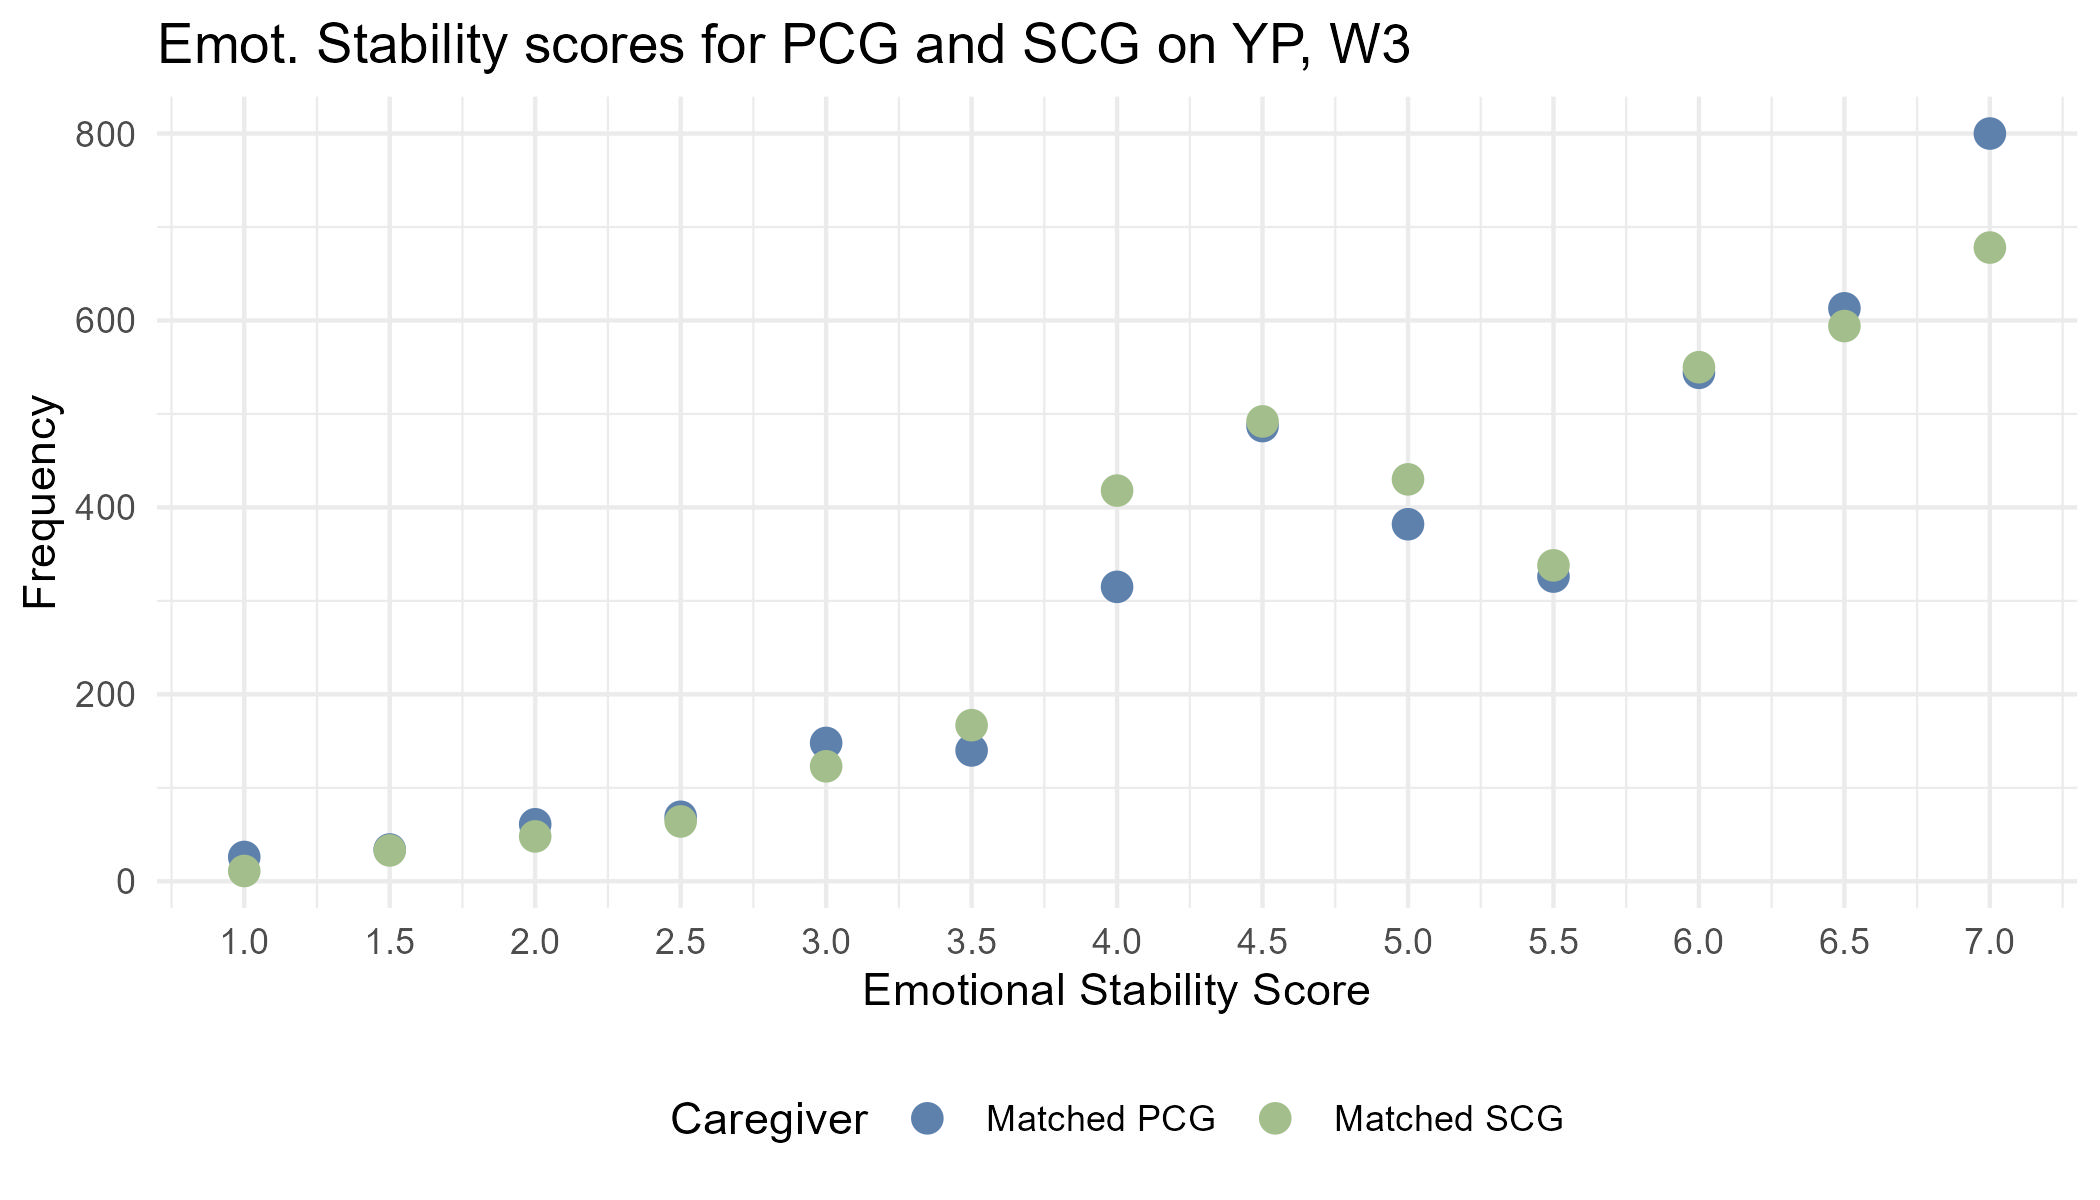 Emot. Stability scores for PCG and SCG on YP, W3
Frequency
800
600
400
200
0
1.0 1.5 2.0 2.5 3.0 3.5 4.0 4.5 5.0 5.5 6.0 6.5 7.0
Emotional Stability Score
Caregiver Matched PCG Matched SCG